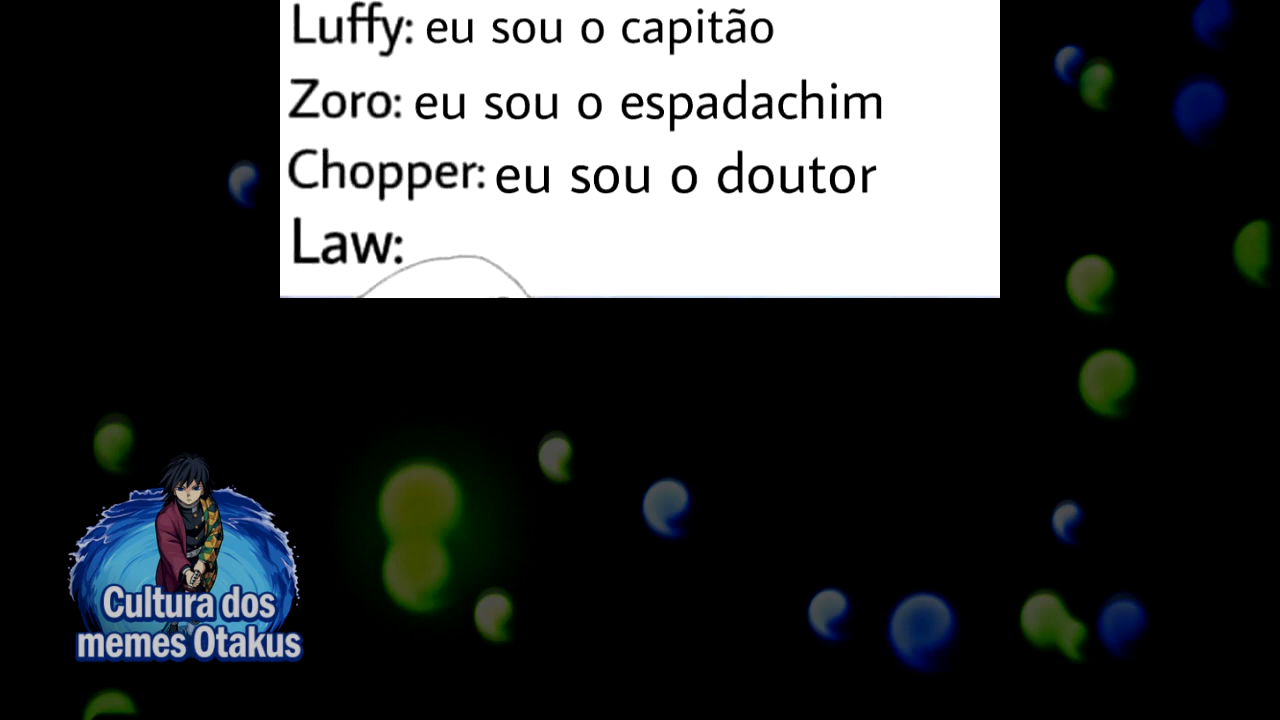 Luffy: eu sou o capitão
Zoro: eu sou o espadachim
Chopper: eu sou o doutor
Law:
Cultura dos
memes Otakus